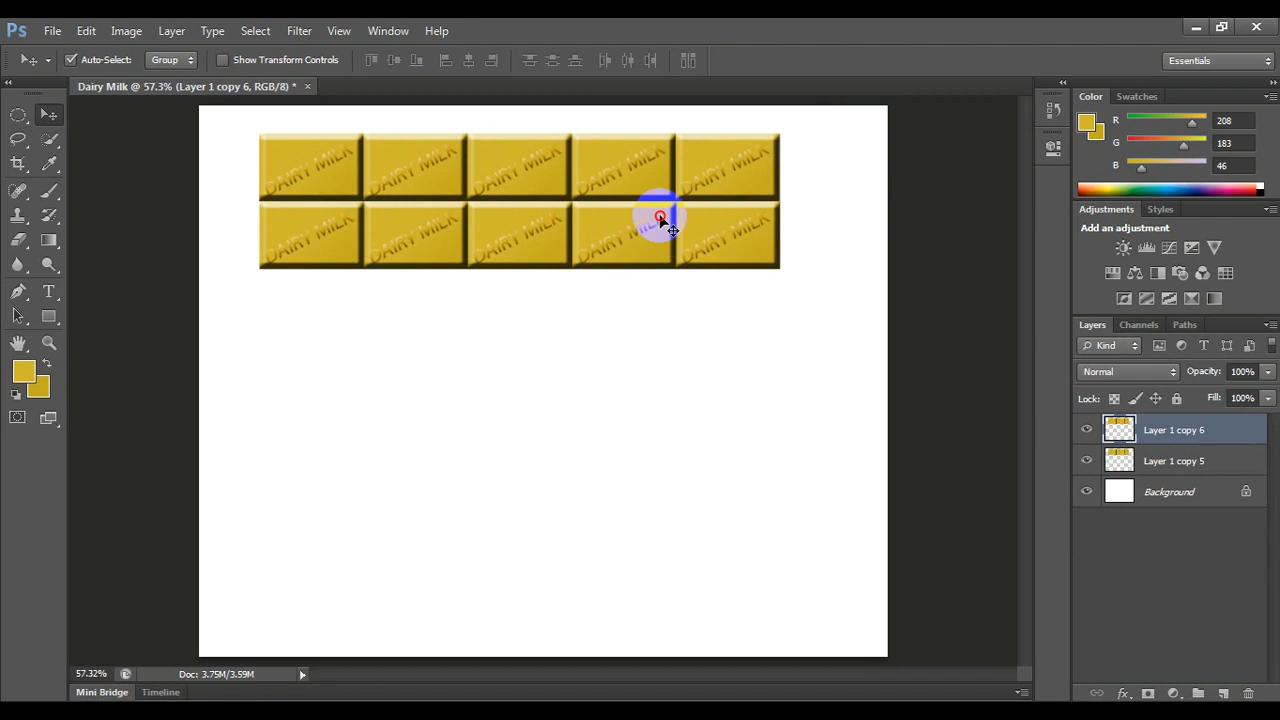 Ps File Edit Image Layer Type Select Filter View Window Help
Auto-Select: Group Show Transform Controls Essentials
Dairy Milk @ 57.3% (Layer 1 copy 6, RGB/8) *
Color Swatches
R 208
G 183
B 46
DAIRY MILK DAIRY MILK DAIRY MILK DAIRY MILK DAIRY MILK
DAIRY MILK DAIRY MILK DAIRY MILK DAIRY MILK DAIRY MILK
Adjustments Styles
Add an adjustment
Layers Channels Paths
Kind
Normal Opacity: 100%
Lock: Fill: 100%
Layer 1 copy 6
Layer 1 copy 5
Background
57.32% Doc: 3.75M/3.59M
Mini Bridge Timeline